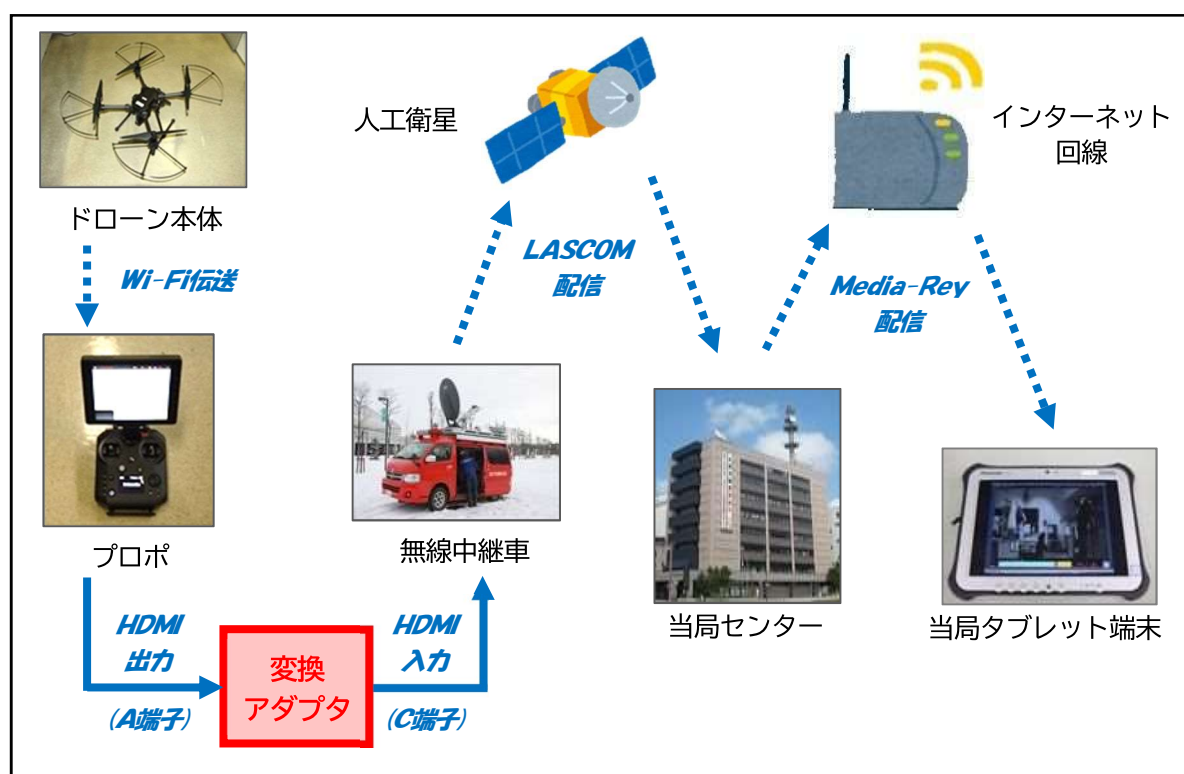 人工衛星
インターネット
回線
ドローン本体
Wi-Fi伝送
LASCOM
配信
Media-Rey
配信
プロポ
無線中継車
当局センター
当局タブレット端末
HDMI
出力
(A端子)
変換
アダプタ
HDMI
入力
(C端子)